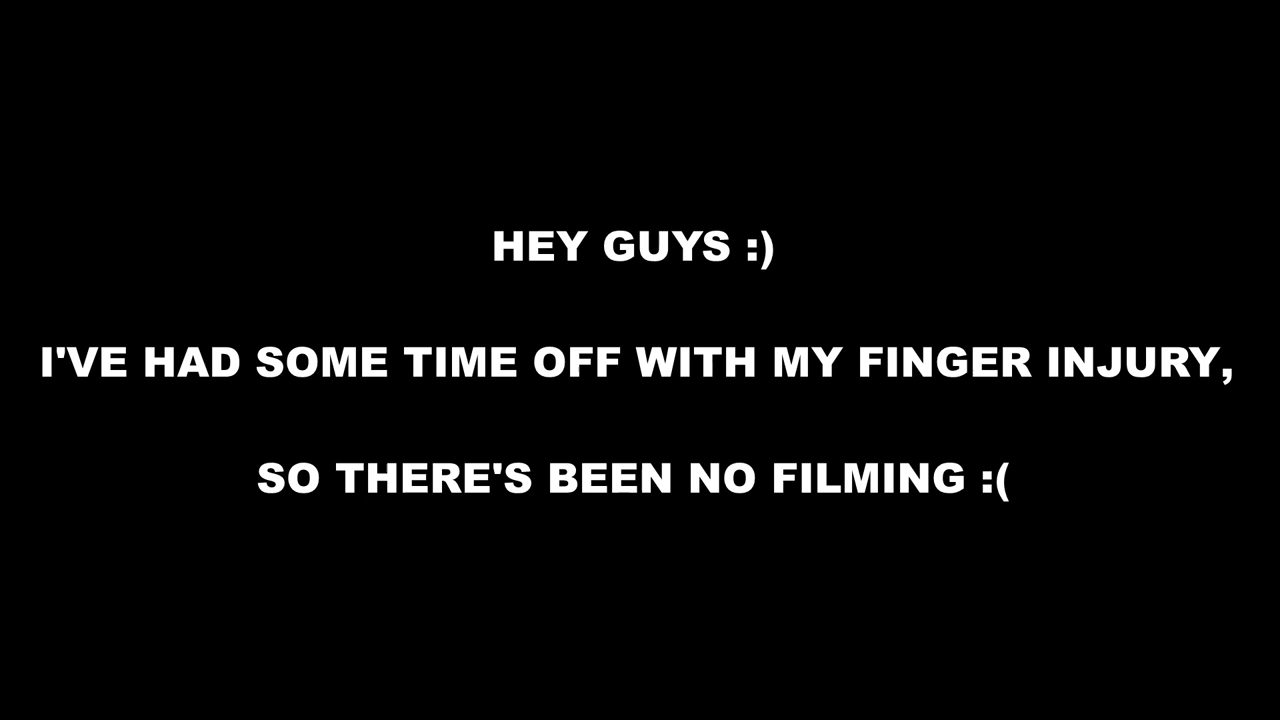 HEY GUYS :)
I'VE HAD SOME TIME OFF WITH MY FINGER INJURY,
SO THERE'S BEEN NO FILMING :(